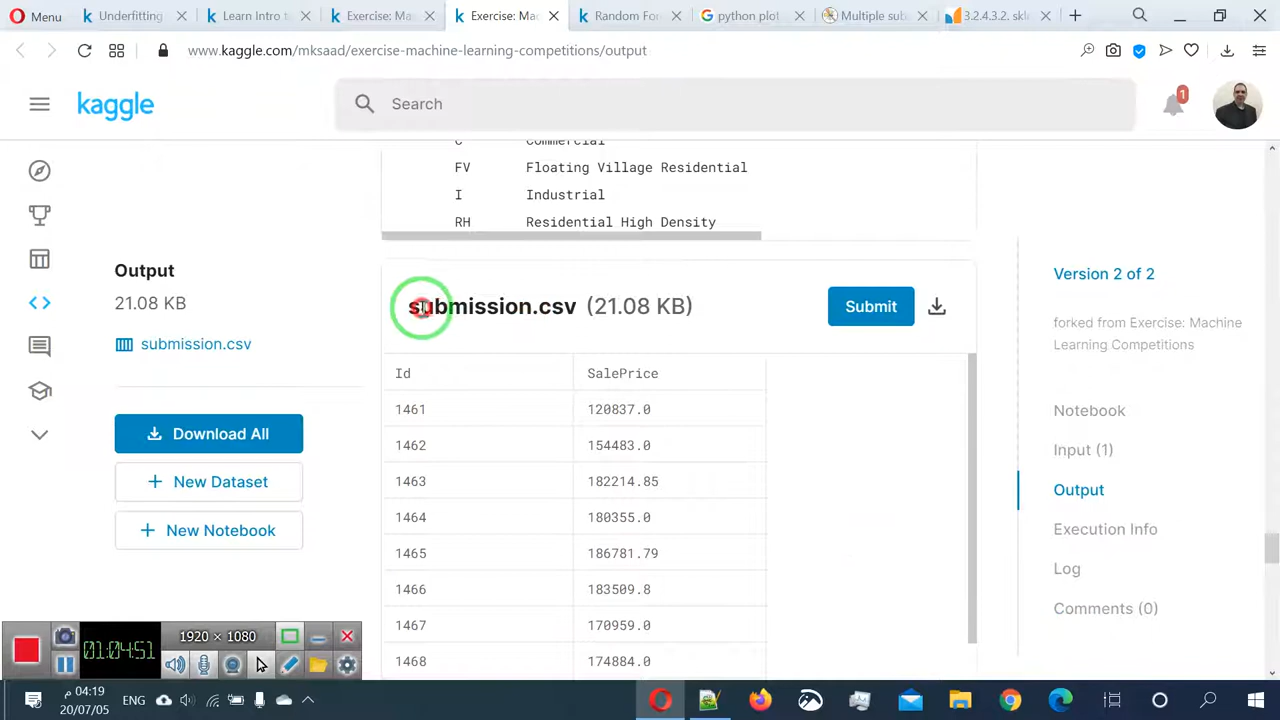 Menu
Underfitting
Learn Intro t
Exercise: Ma
Exercise: Ma
Random Fo
python plot
Multiple su
3.2.4.3.2. skl
www.kaggle.com/mksaad/exercise-machine-learning-competitions/output
kaggle
Search
1
C Commercial
FV Floating Village Residential
I Industrial
RH Residential High Density
Output
21.08 KB
submission.csv
Download All
New Dataset
New Notebook
submission.csv (21.08 KB)
Submit
Id SalePrice
1461 120837.0
1462 154483.0
1463 182214.85
1464 180355.0
1465 186781.79
1466 183509.8
1467 170959.0
1468 174884.0
Version 2 of 2
forked from Exercise: Machine
Learning Competitions
Notebook
Input (1)
Output
Execution Info
Log
Comments (0)
01:04:51
1920 × 1080
04:19 م
20/07/05
ENG